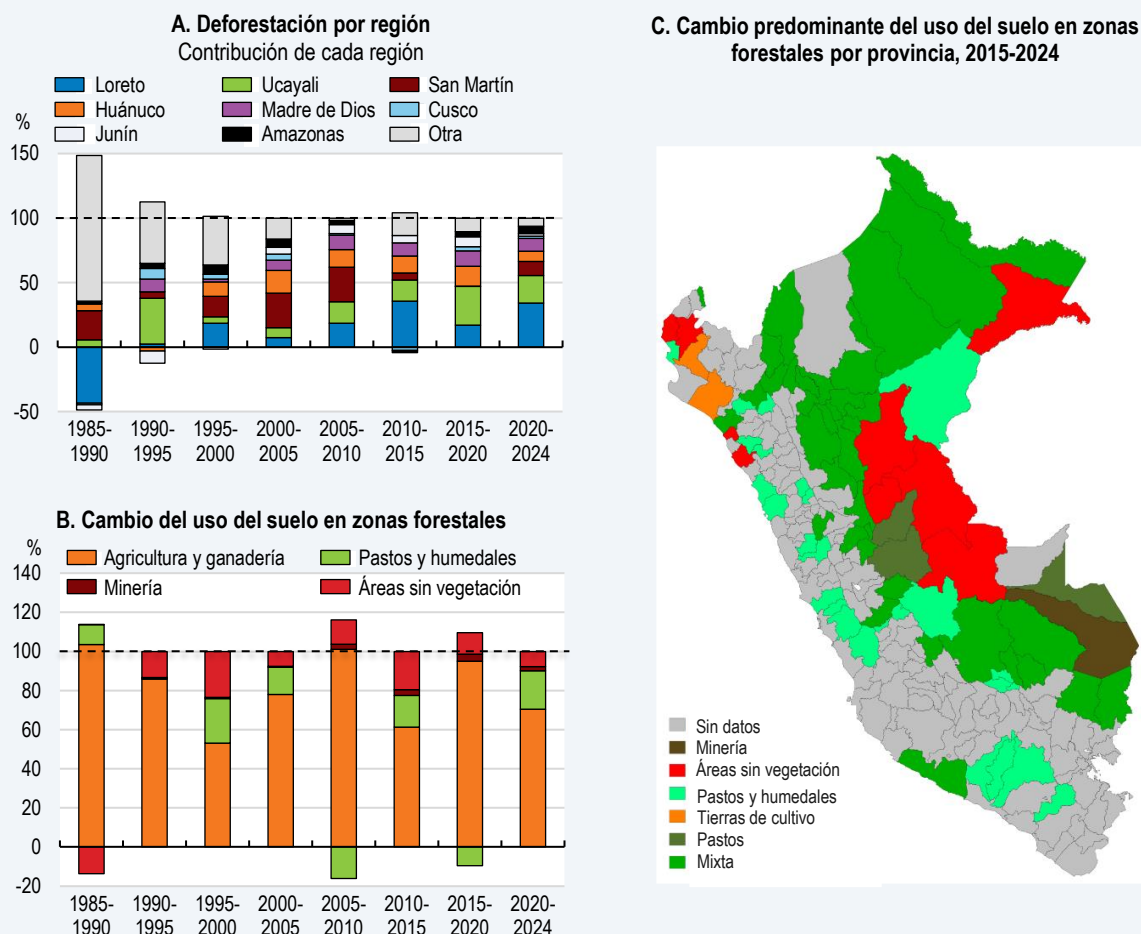 A. Deforestación por región
Contribución de cada región
Loreto
Ucayali
San Martín
Huánuco
Madre de Dios
Cusco
Junín
Amazonas
Otra
%
150
100
50
0
-50
1985-
1990
1990-
1995
1995-
2000
2000-
2005
2005-
2010
2010-
2015
2015-
2020
2020-
2024
B. Cambio del uso del suelo en zonas forestales
%
Agricultura y ganadería
Pastos y humedales
Minería
Áreas sin vegetación
140
120
100
80
60
40
20
0
-20
1985-
1990
1990-
1995
1995-
2000
2000-
2005
2005-
2010
2010-
2015
2015-
2020
2020-
2024
C. Cambio predominante del uso del suelo en zonas
forestales por provincia, 2015-2024
Sin datos
Minería
Áreas sin vegetación
Pastos y humedales
Tierras de cultivo
Pastos
Mixta